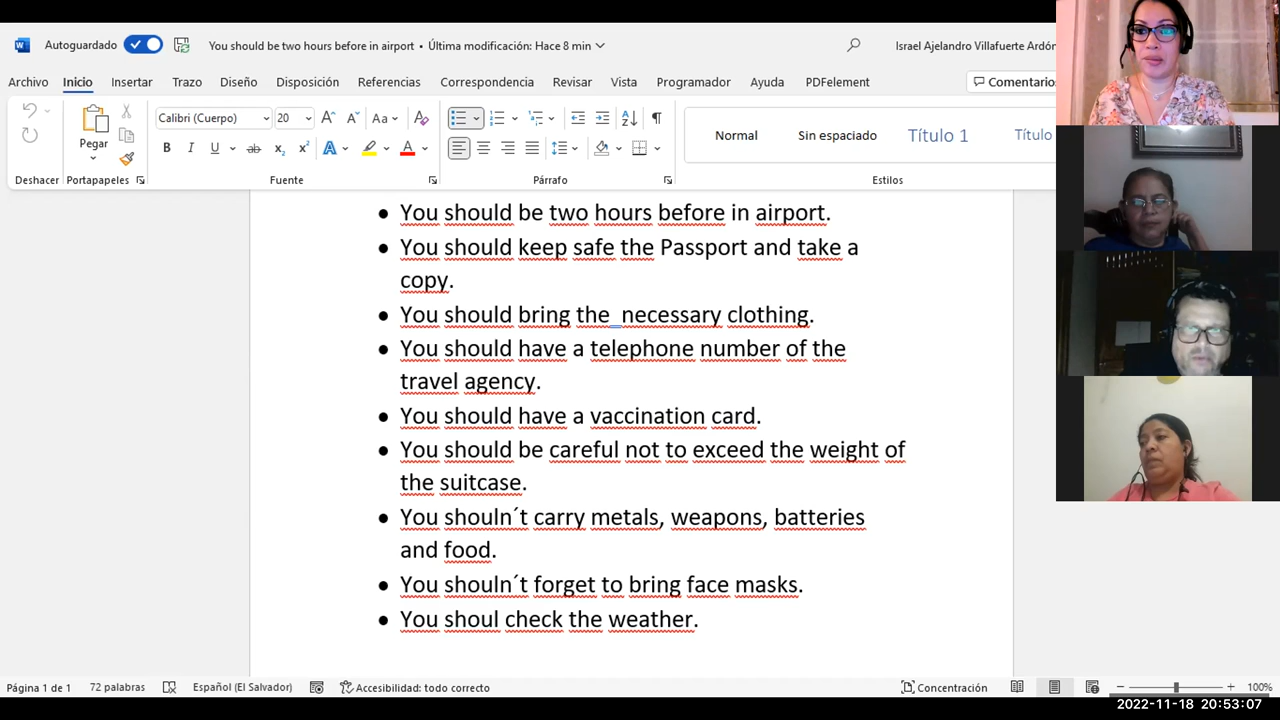 Autoguardado
You should be two hours before in airport • Última modificación: Hace 8 min
Israel Ajelandro Villafuerte Ardón
Archivo Inicio Insertar Trazo Diseño Disposición Referencias Correspondencia Revisar Vista Programador Ayuda PDFelement Comentarios
Pegar
Calibri (Cuerpo) 20
Normal Sin espaciado Título 1 Título
Deshacer Portapapeles Fuente Párrafo Estilos
• You should be two hours before in airport.
• You should keep safe the Passport and take a
copy.
• You should bring the  necessary clothing.
• You should have a telephone number of the
travel agency.
• You should have a vaccination card.
• You should be careful not to exceed the weight of
the suitcase.
• You shouln´t carry metals, weapons, batteries
and food.
• You shouln´t forget to bring face masks.
• You shoul check the weather.
Página 1 de 1 72 palabras Español (El Salvador) Accesibilidad: todo correcto Concentración 100%
2022-11-18 20:53:07